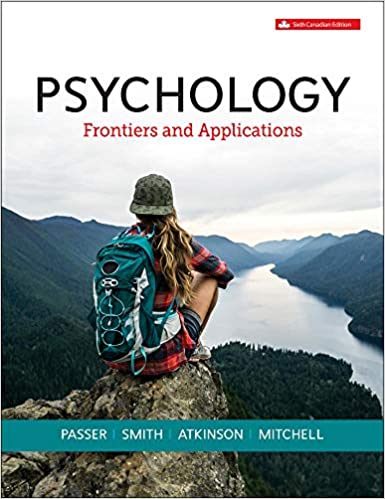 Sixth Canadian Edition
PSYCHOLOGY
Frontiers and Applications
PASSER | SMITH | ATKINSON | MITCHELL